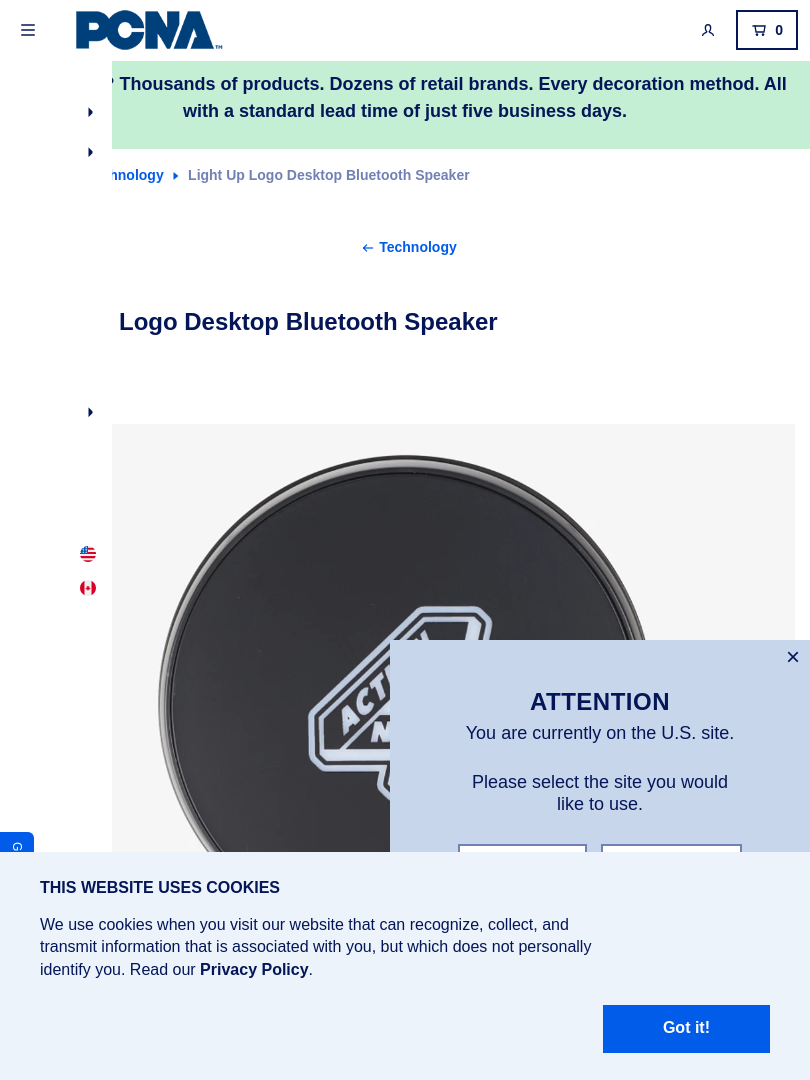 PCNA
TM
0
? Thousands of products. Dozens of retail brands. Every decoration method. All
with a standard lead time of just five business days.
nnology
Light Up Logo Desktop Bluetooth Speaker
Technology
Logo Desktop Bluetooth Speaker
ATTENTION
You are currently on the U.S. site.
Please select the site you would
like to use.
G
THIS WEBSITE USES COOKIES
We use cookies when you visit our website that can recognize, collect, and
transmit information that is associated with you, but which does not personally
identify you. Read our Privacy Policy.
Got it!